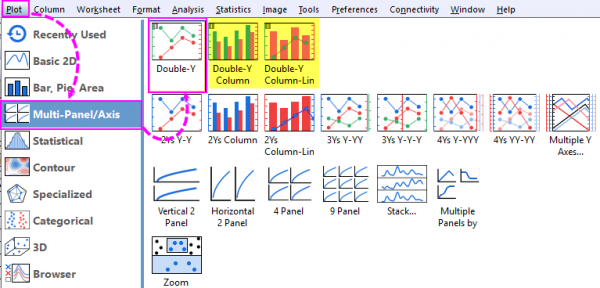 Plot Column Worksheet Format Analysis Statistics Image Tools Preferences Connectivity Window Help
Recently Used
Basic 2D
Bar, Pie, Area
Multi-Panel/Axis
Statistical
Contour
Specialized
Categorical
3D
Browser
Double-Y
Double-Y
Column
Double-Y
Column-Lin
2Ys Y-Y
2Ys Column
2Ys
Column-Lin
3Ys Y-YY
3Ys Y-Y-Y
4Ys Y-YYY
4Ys YY-YY
Multiple Y
Axes...
Vertical 2
Panel
Horizontal
2 Panel
4 Panel
9 Panel
Stack...
Multiple
Panels by
Zoom